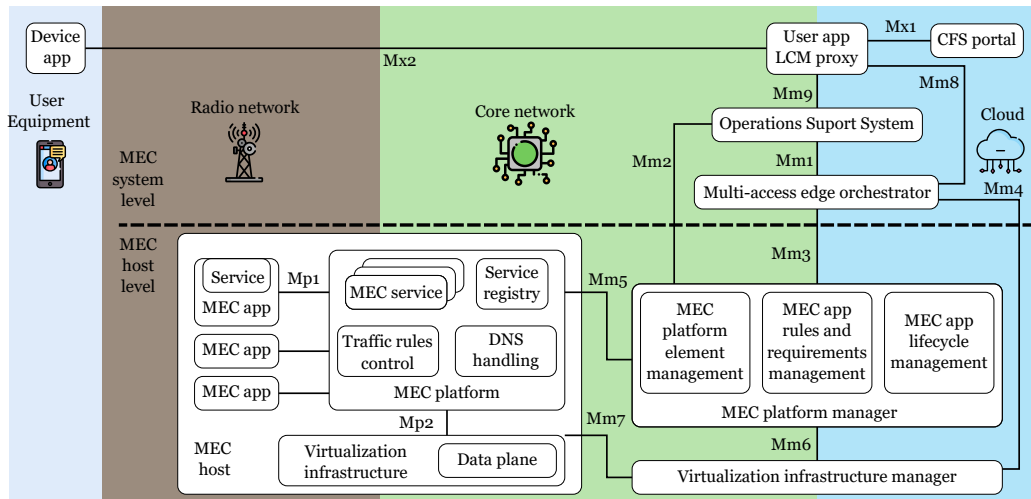 Device
app
Mx2
User app
LCM proxy
Mx1
CFS portal
User
Equipment
Radio network
Core network
Mm9
Mm8
Cloud
Operations Suport System
Mm2
Mm1
MEC
system
level
Multi-access edge orchestrator
Mm4
MEC
host
level
Mm3
Service
MEC app
Mp1
MEC service
Service
registry
Mm5
MEC app
Traffic rules
control
DNS
handling
MEC app
MEC platform
MEC
platform
element
management
MEC app
rules and
requirements
management
MEC app
lifecycle
management
MEC platform manager
Mp2
Mm7
Mm6
MEC
host
Virtualization
infrastructure
Data plane
Virtualization infrastructure manager